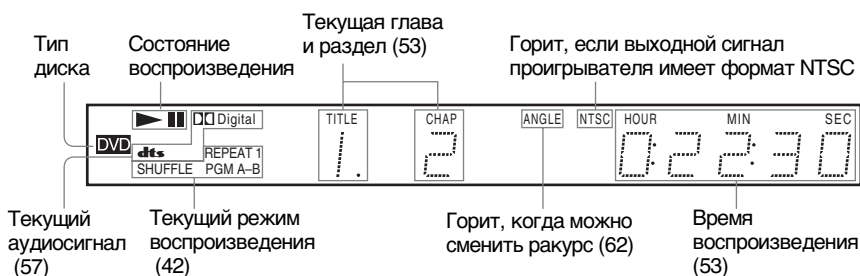 Тип
диска
Состояние
воспроизведения
Текущая глава
и раздел (53)
Горит, если выходной сигнал
проигрывателя имеет формат NTSC
DVD
Digital
dts
REPEAT 1
SHUFFLE PGM A–B
TITLE
1.
CHAP
2
ANGLE
NTSC
HOUR MIN SEC
0:22:30
Текущий
аудиосигнал
(57)
Текущий режим
воспроизведения
(42)
Горит, когда можно
сменить ракурс (62)
Время
воспроизведения
(53)